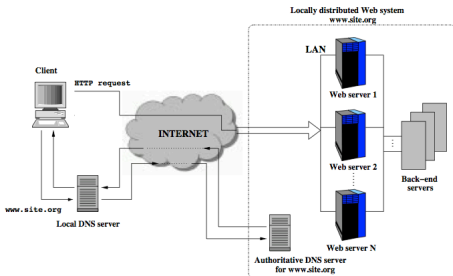 Locally distributed Web system
www.site.org
LAN
Client
HTTP request
Web server 1
INTERNET
Web server 2
Back-end
servers
www.site.org
Local DNS server
Web server N
Authoritative DNS server
for www.site.org